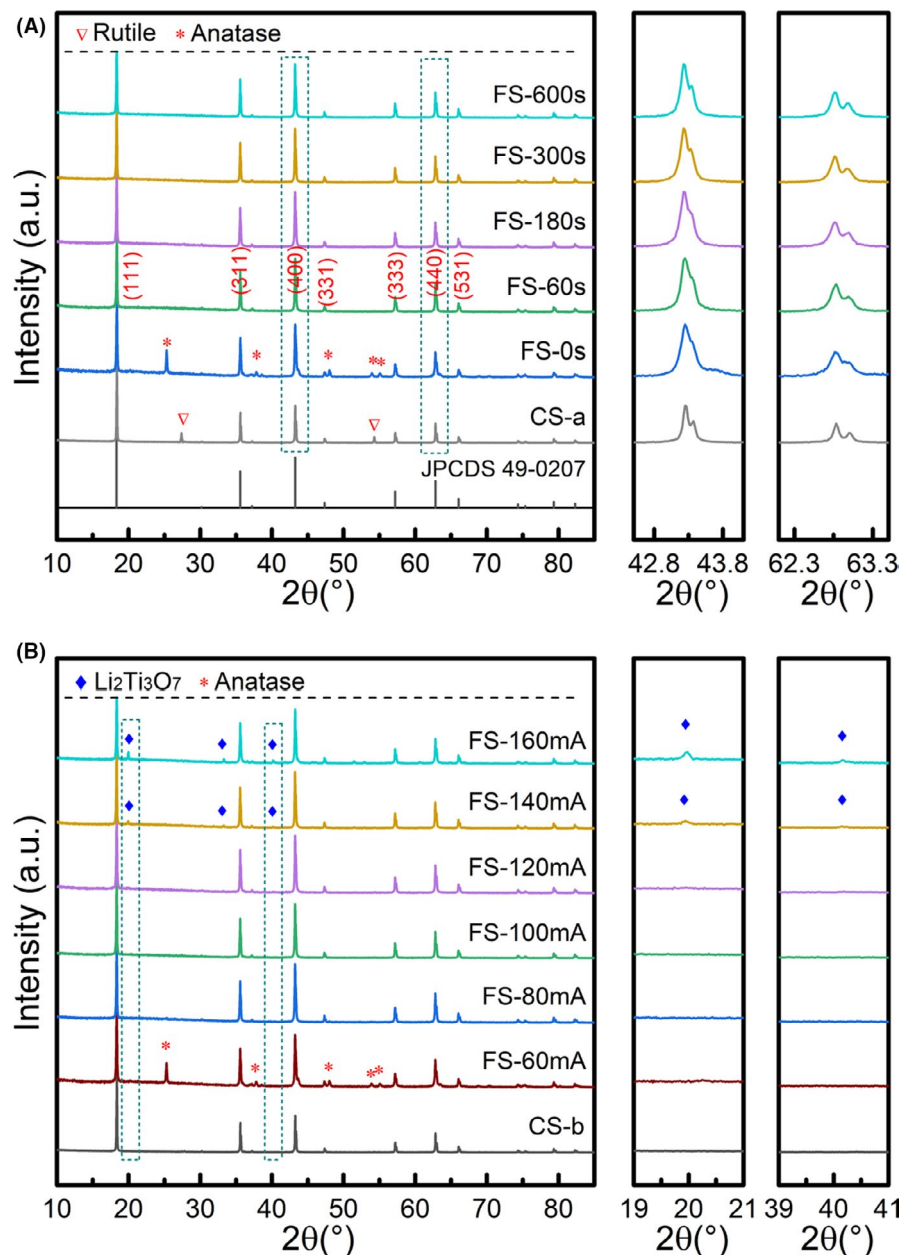 (A)
▽ Rutile * Anatase
FS-600s
FS-300s
FS-180s
(111) (311) (400) (331) (333) (440) (531)
FS-60s
* * * * *
FS-0s
▽ ▽
CS-a
JPCDS 49-0207
Intensity (a.u.)
10 20 30 40 50 60 70 80
2θ(°)
42.8 43.8
2θ(°)
62.3 63.3
2θ(°)
(B)
♦ Li₂Ti₃O₇ * Anatase
FS-160mA
FS-140mA
FS-120mA
FS-100mA
FS-80mA
FS-60mA
* * * * *
CS-b
Intensity (a.u.)
10 20 30 40 50 60 70 80
2θ(°)
19 20 21
2θ(°)
39 40 41
2θ(°)